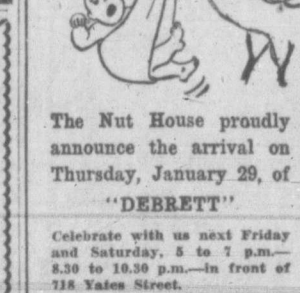 The Nut House proudly
announce the arrival on
Thursday, January 29, of
"DEBRETT"
Celebrate with us next Friday
and Saturday, 5 to 7 p.m.—
8.30 to 10.30 p.m.—in front of
718 Yates Street.